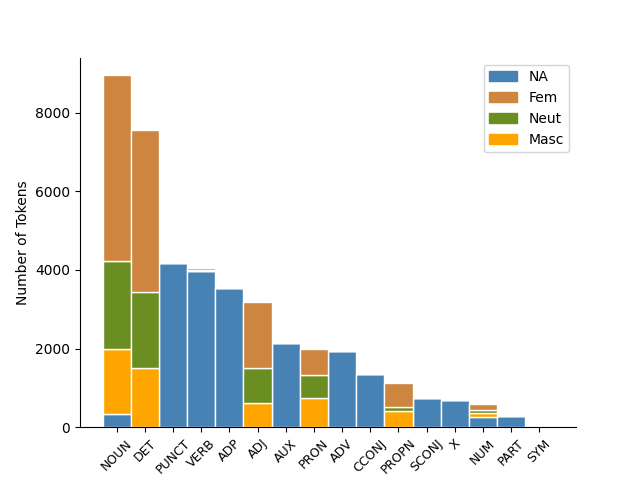 NA
Fem
Neut
Masc
Number of Tokens
8000
6000
4000
2000
0
NOUN
DET
PUNCT
VERB
ADP
ADJ
AUX
PRON
ADV
CCONJ
PROPN
SCONJ
X
NUM
PART
SYM